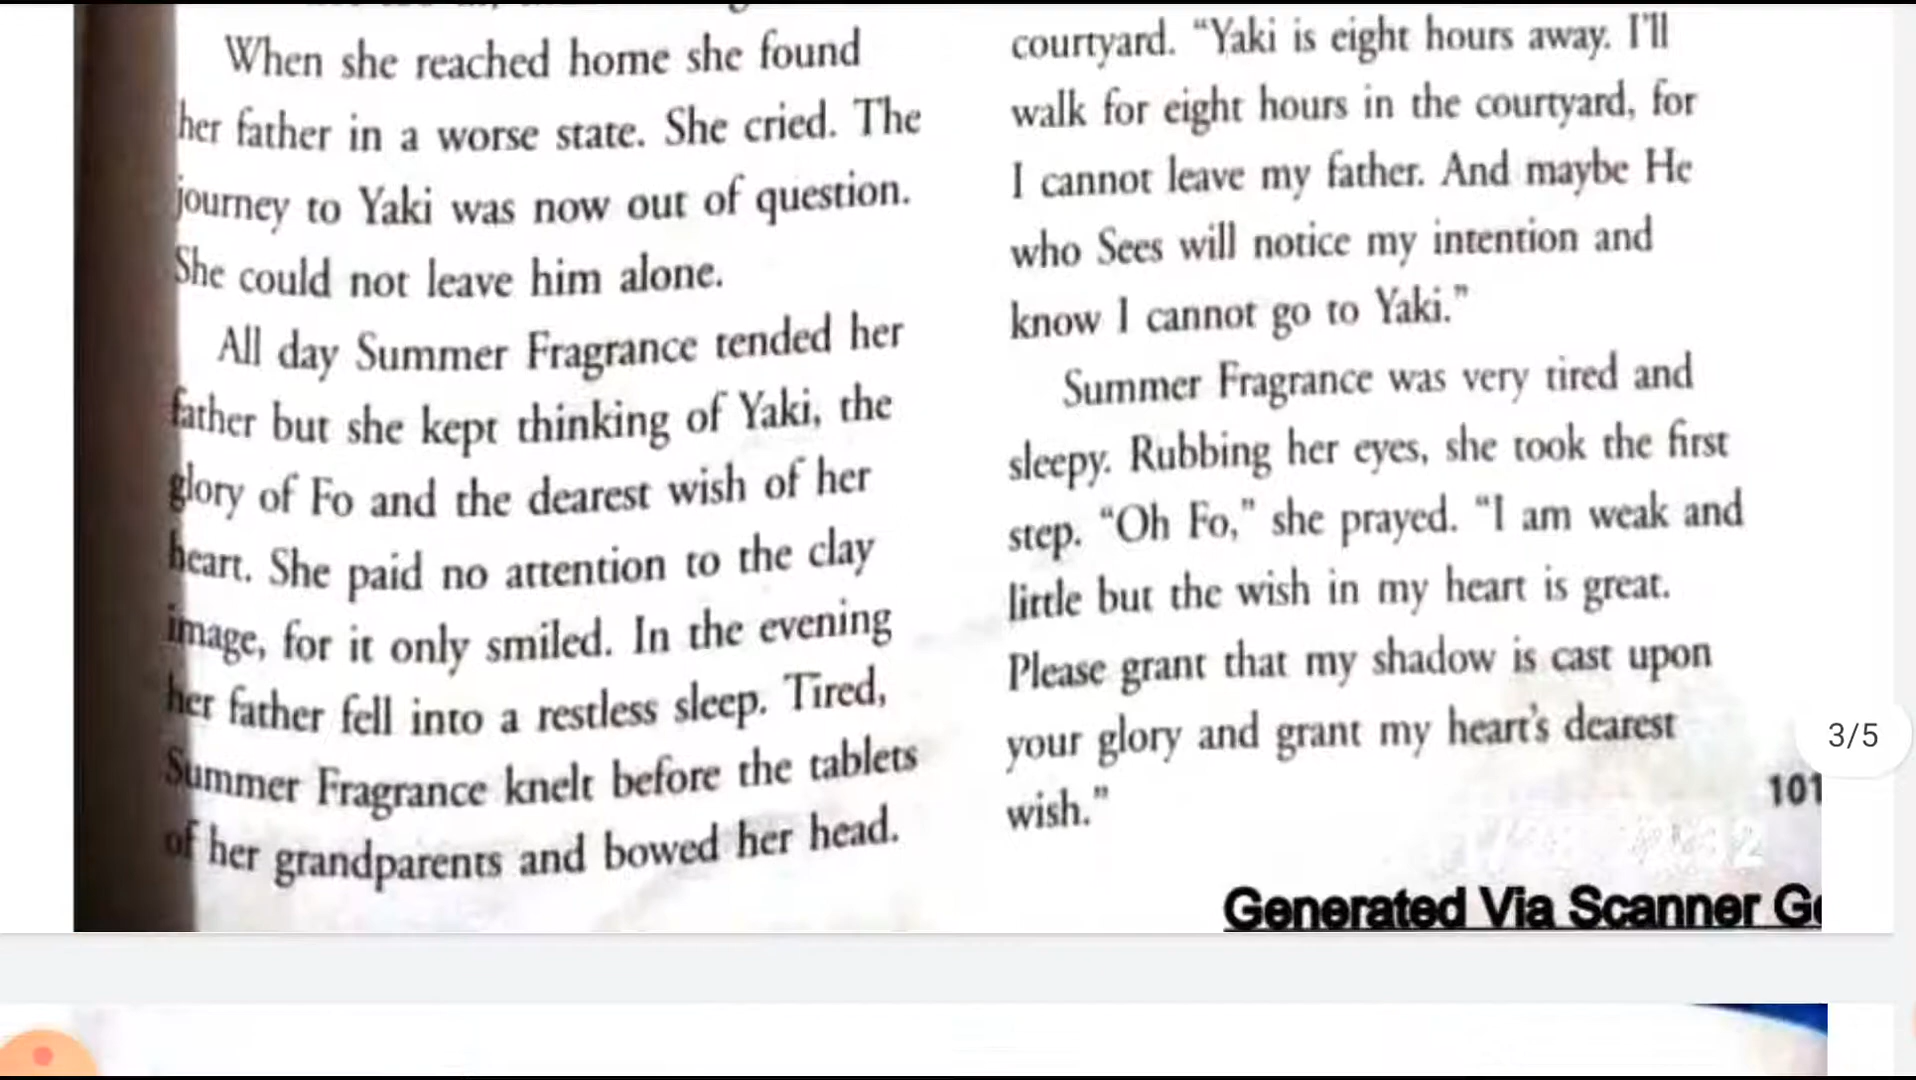 When she reached home she found
her father in a worse state. She cried. The
journey to Yaki was now out of question.
She could not leave him alone.
All day Summer Fragrance tended her
father but she kept thinking of Yaki, the
glory of Fo and the dearest wish of her
heart. She paid no attention to the clay
image, for it only smiled. In the evening
her father fell into a restless sleep. Tired,
Summer Fragrance knelt before the tablets
of her grandparents and bowed her head.
courtyard. “Yaki is eight hours away. I'll
walk for eight hours in the courtyard, for
I cannot leave my father. And maybe He
who Sees will notice my intention and
know I cannot go to Yaki.”
Summer Fragrance was very tired and
sleepy. Rubbing her eyes, she took the first
step. “Oh Fo,” she prayed. “I am weak and
little but the wish in my heart is great.
Please grant that my shadow is cast upon
your glory and grant my heart's dearest
wish.”
3/5
101
Generated Via Scanner